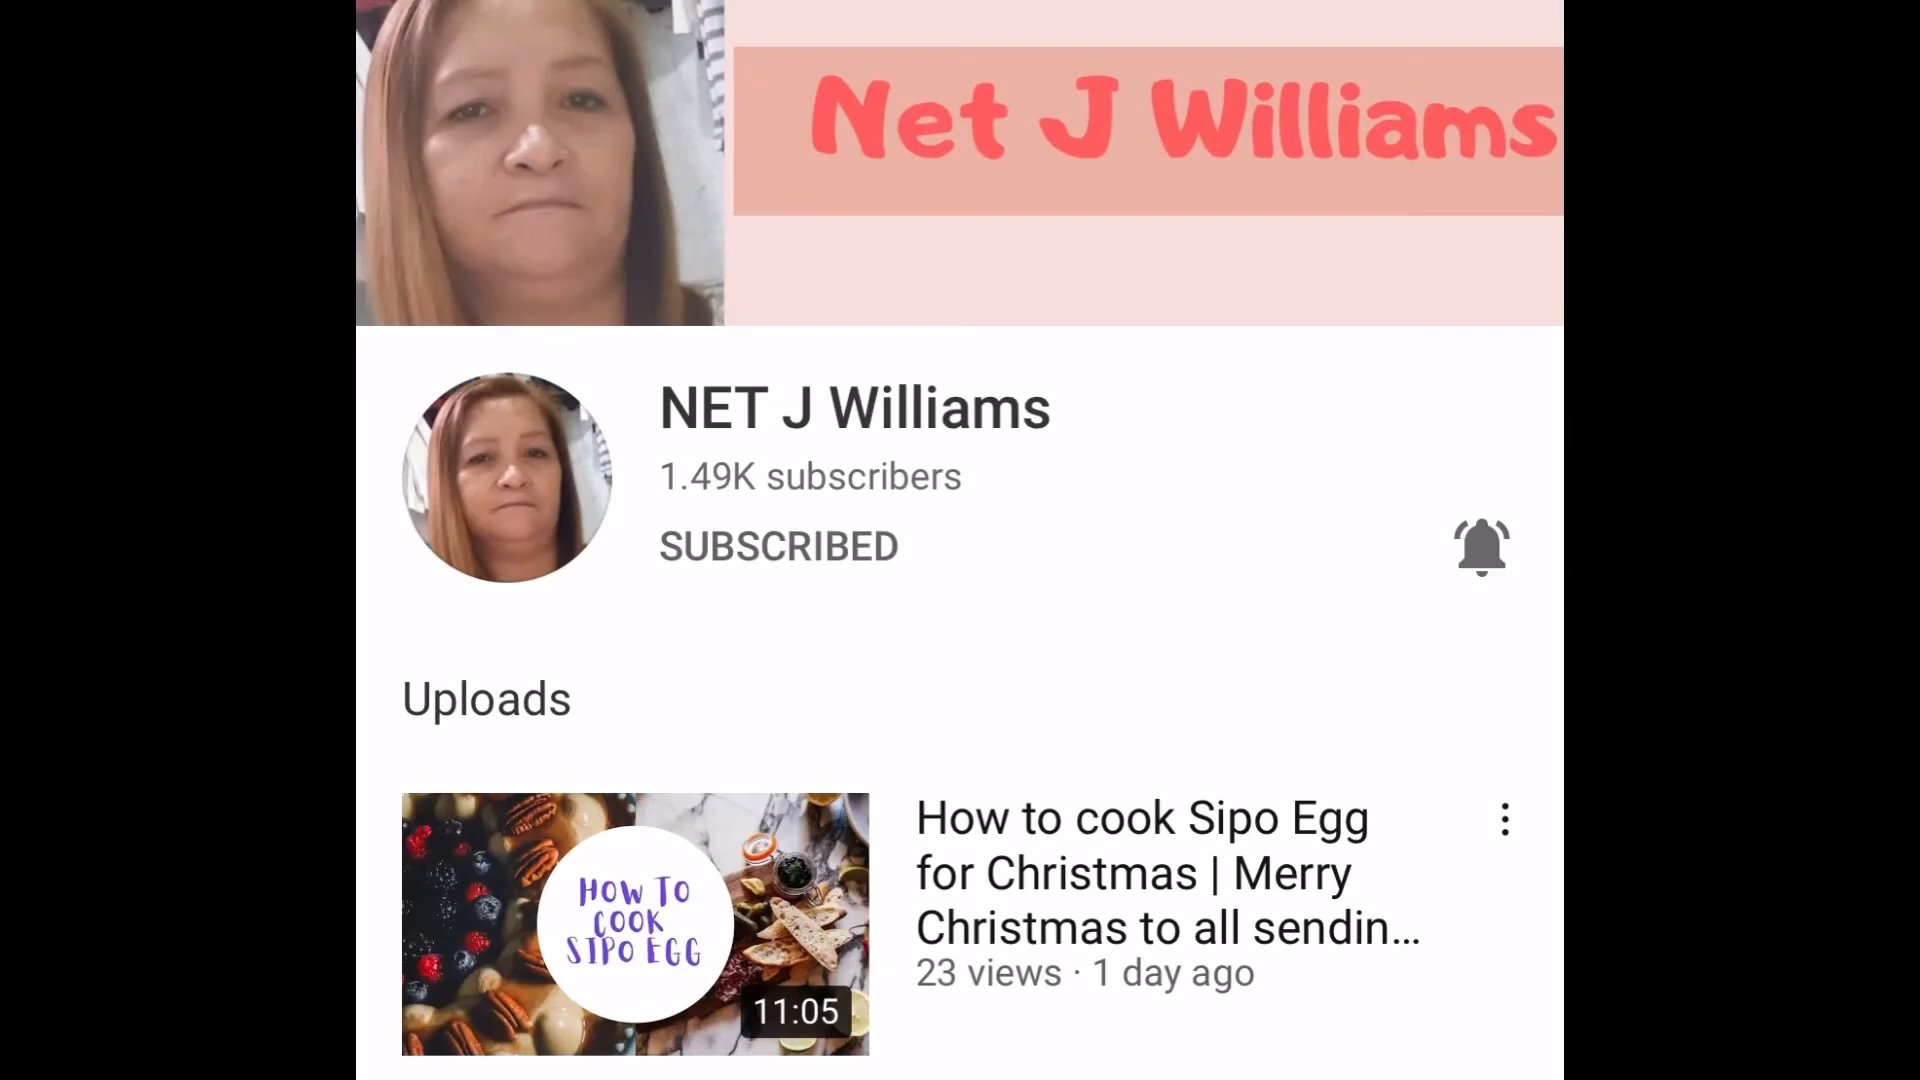 Net J Williams
NET J Williams
1.49K subscribers
SUBSCRIBED
Uploads
HOW TO
COOK
SIPO EGG
11:05
How to cook Sipo Egg
for Christmas | Merry
Christmas to all sendin...
23 views · 1 day ago